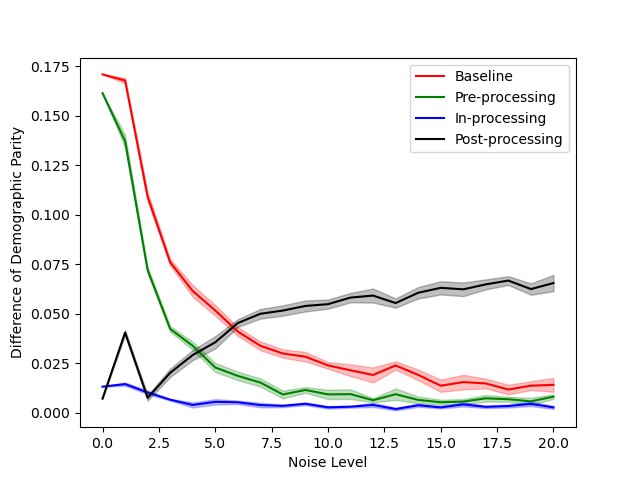 0.175
0.150
0.125
0.100
0.075
0.050
0.025
0.000
Difference of Demographic Parity
Baseline
Pre-processing
In-processing
Post-processing
0.0 2.5 5.0 7.5 10.0 12.5 15.0 17.5 20.0
Noise Level